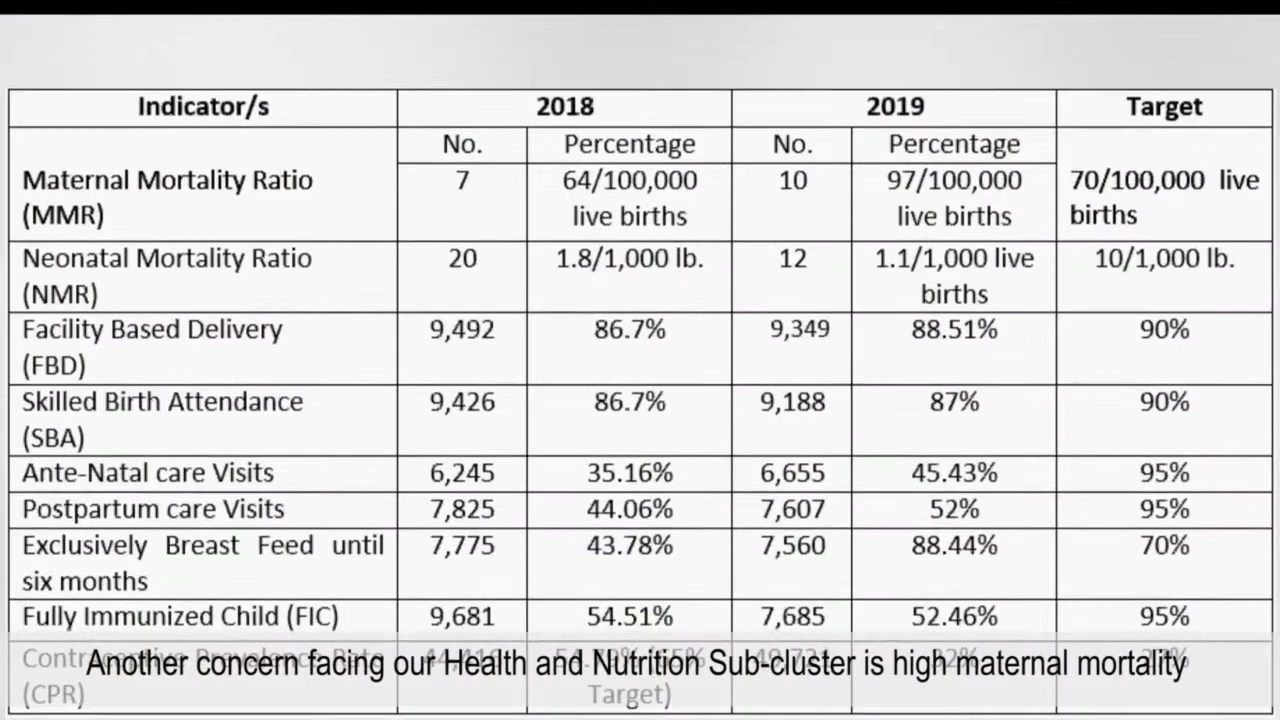 Indicator/s 2018 2019 Target
No. Percentage No. Percentage
Maternal Mortality Ratio (MMR) 7 64/100,000 live births 10 97/100,000 live births 70/100,000 live births
Neonatal Mortality Ratio (NMR) 20 1.8/1,000 lb. 12 1.1/1,000 live births 10/1,000 lb.
Facility Based Delivery (FBD) 9,492 86.7% 9,349 88.51% 90%
Skilled Birth Attendance (SBA) 9,426 86.7% 9,188 87% 90%
Ante-Natal care Visits 6,245 35.16% 6,655 45.43% 95%
Postpartum care Visits 7,825 44.06% 7,607 52% 95%
Exclusively Breast Feed until six months 7,775 43.78% 7,560 88.44% 70%
Fully Immunized Child (FIC) 9,681 54.51% 7,685 52.46% 95%
(CPR) Target)
Another concern facing our Health and Nutrition Sub-cluster is high maternal mortality